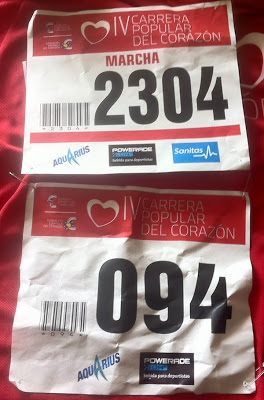 IV CARRERA
POPULAR
DEL CORAZÓN
MARCHA
2304
2304
AQUARIUS
POWERADE
bebida para deportistas
Sanitas
IV CARRERA
POPULAR
DEL CORAZÓN
094
AQUARIUS
POWERADE
bebida para deportistas